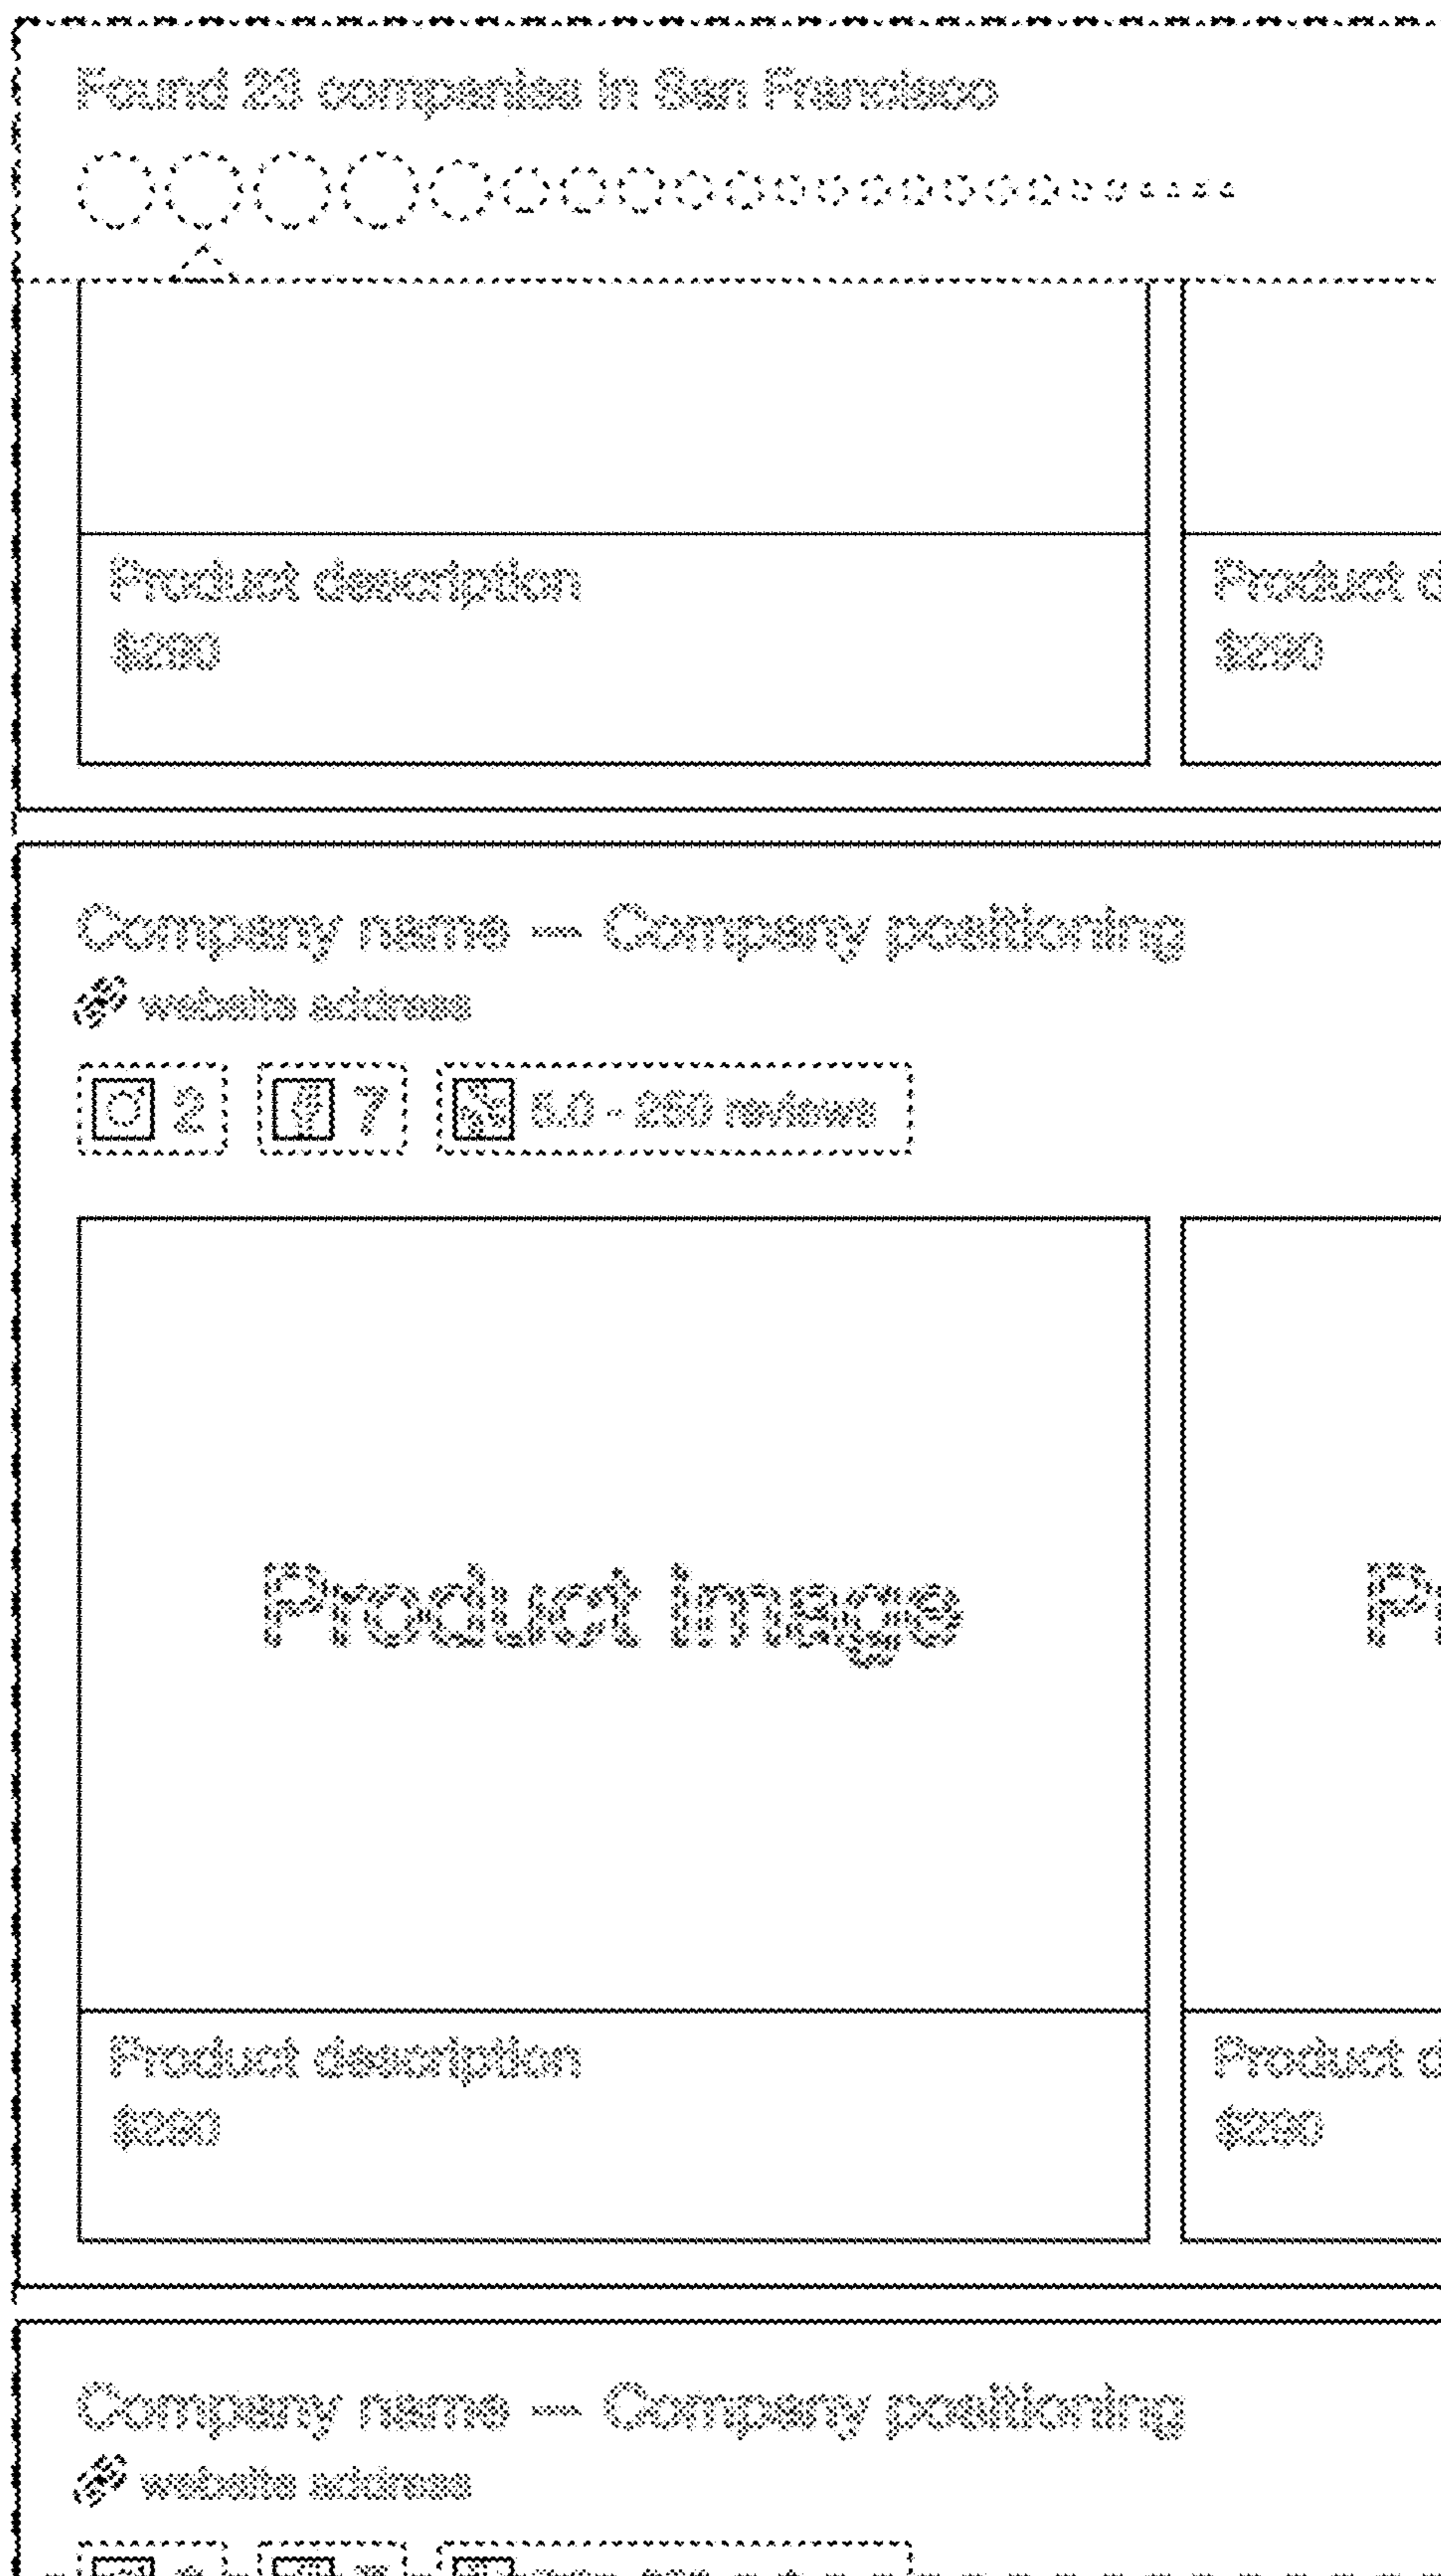 Found 23 companies in San Francisco
Product description
$290
Product d
$290
Company name — Company positioning
website address
2
7
5.0 - 250 reviews
Product Image
Product description
$290
Product d
$290
Company name — Company positioning
website address